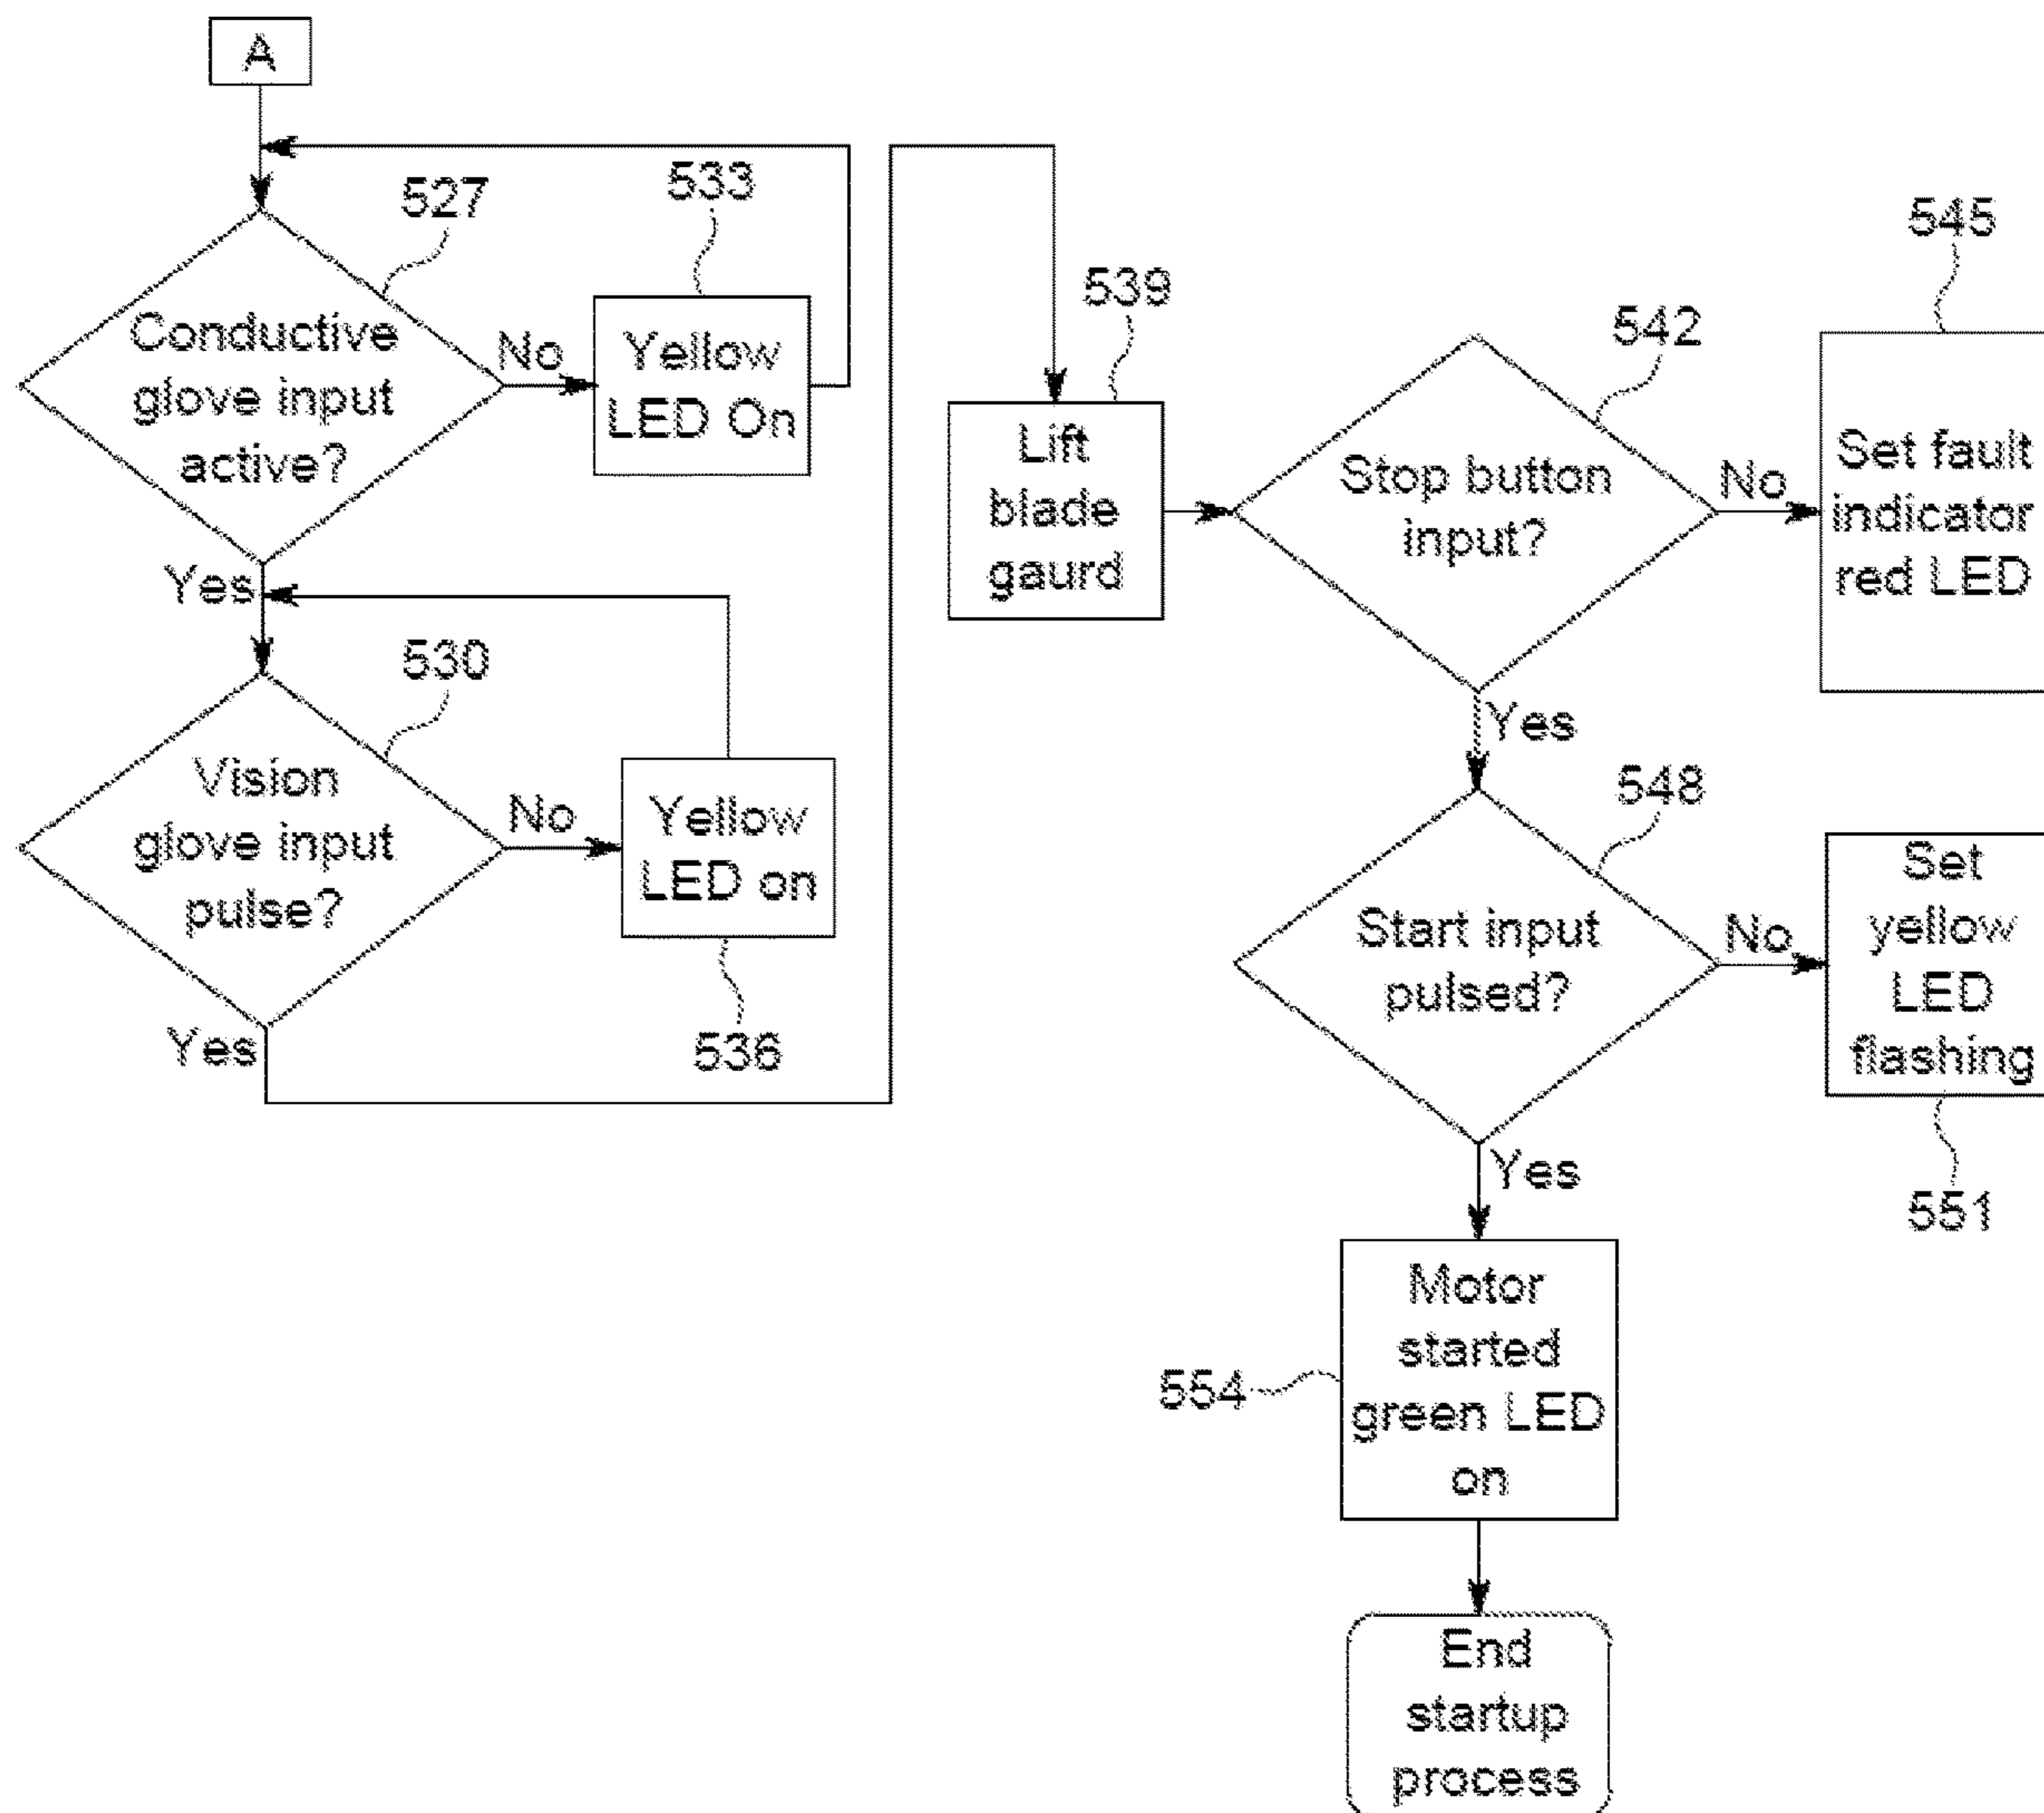 A
527
533
Conductive
glove input
active?
No
Yellow
LED On
Yes
530
Vision
glove input
pulse?
No
Yellow
LED on
Yes
536
539
Lift
blade
gaurd
542
Stop button
input?
No
545
Set fault
indicator
red LED
Yes
548
Start input
pulsed?
No
Set
yellow
LED
flashing
551
Yes
554
Motor
started
green LED
on
End
startup
process